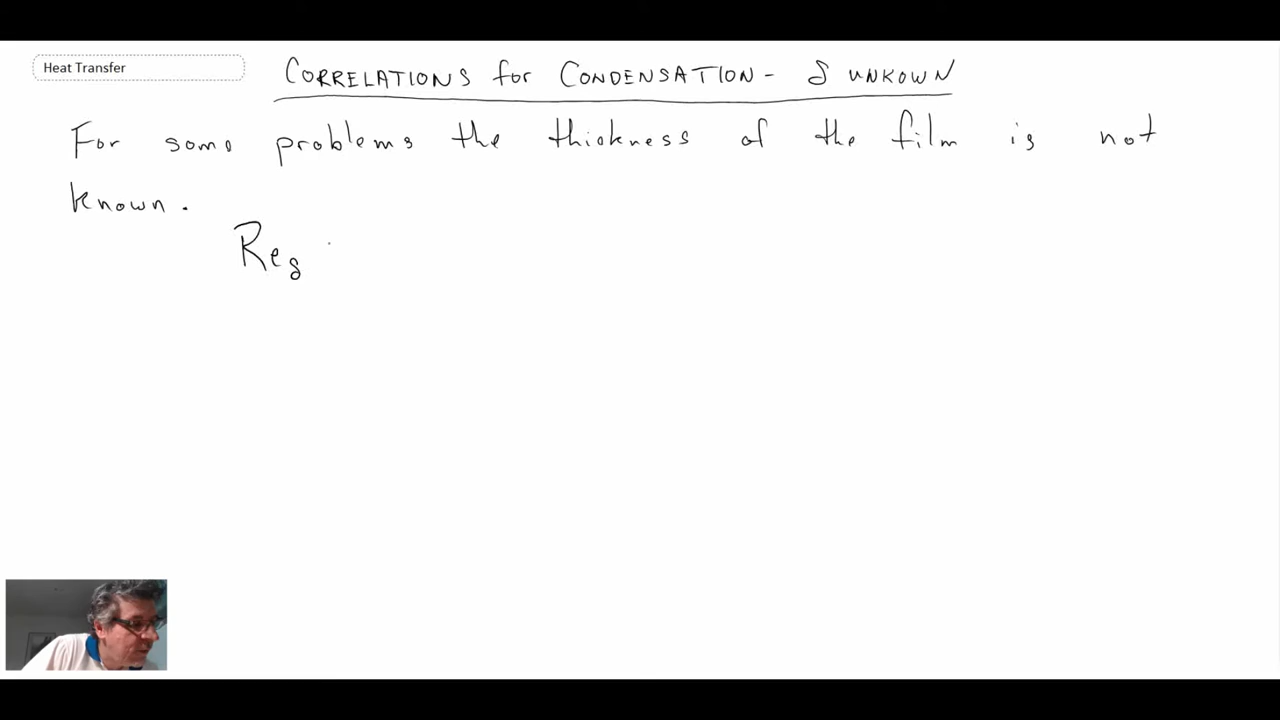 Heat Transfer
CORRELATIONS for CONDENSATION - δ UNKOWN
For some problems the thickness of the film is not
known.
Reδ